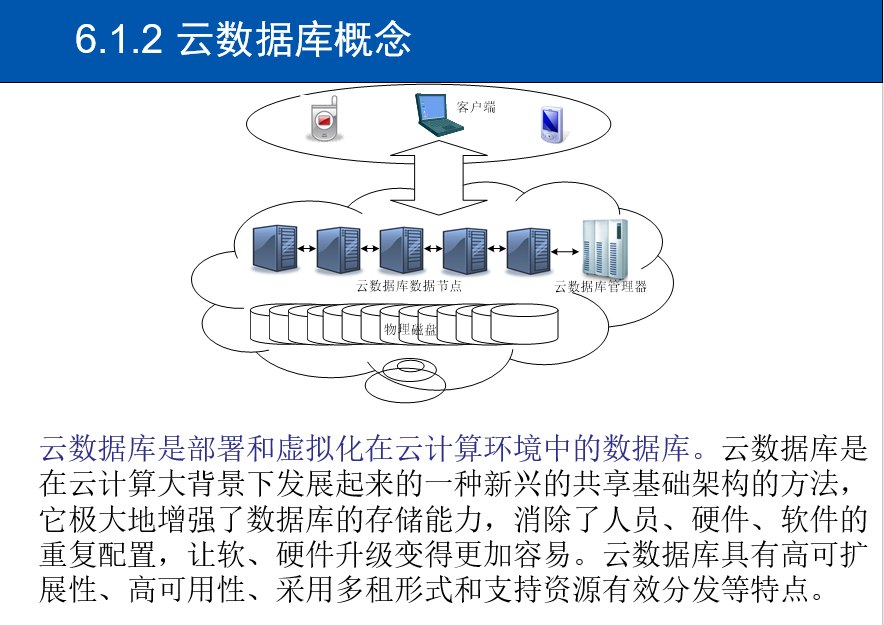 6.1.2 云数据库概念
客户端
云数据库数据节点
云数据库管理器
物理磁盘
云数据库是部署和虚拟化在云计算环境中的数据库。云数据库是
在云计算大背景下发展起来的一种新兴的共享基础架构的方法，
它极大地增强了数据库的存储能力，消除了人员、硬件、软件的
重复配置，让软、硬件升级变得更加容易。云数据库具有高可扩
展性、高可用性、采用多租形式和支持资源有效分发等特点。